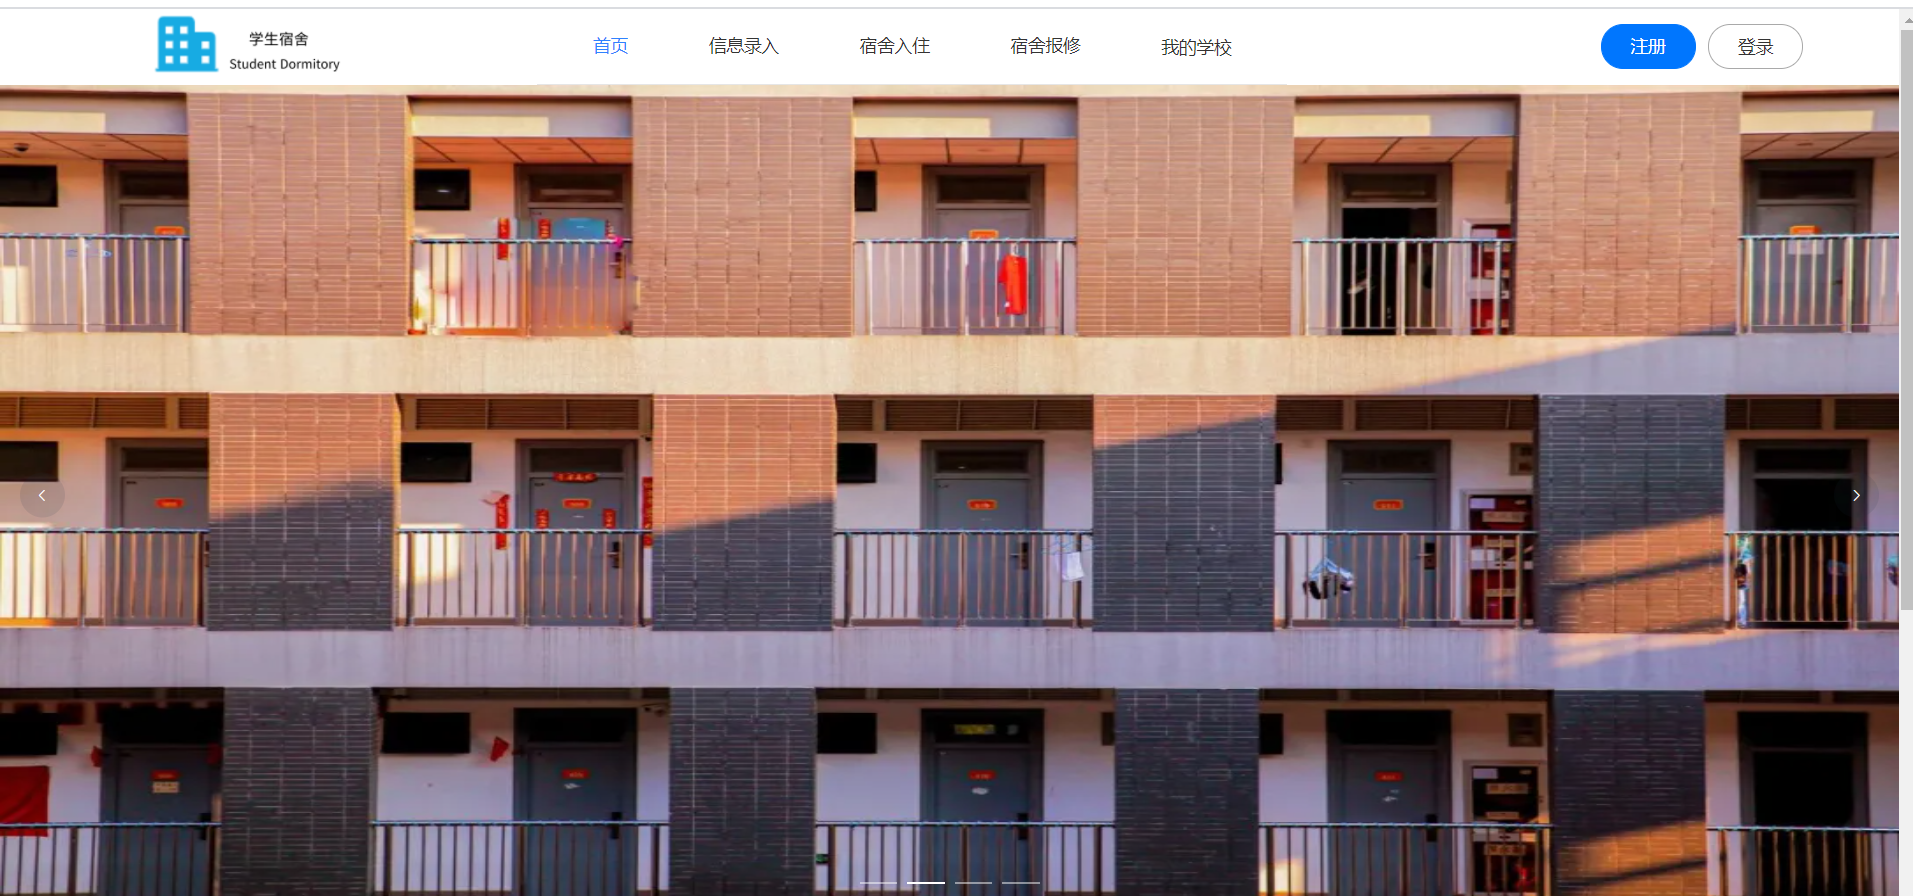 学生宿舍
Student Dormitory
首页
信息录入
宿舍入住
宿舍报修
我的学校
注册
登录